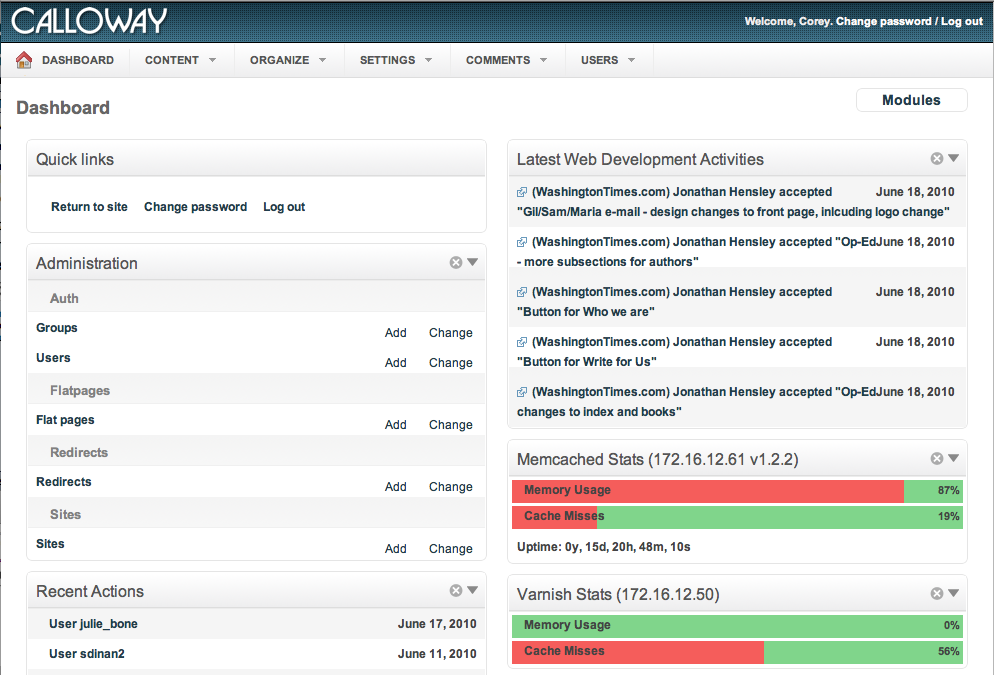 CALLOWAY
Welcome, Corey. Change password / Log out
DASHBOARD CONTENT ORGANIZE SETTINGS COMMENTS USERS
Dashboard
Modules
Quick links
Return to site Change password Log out
Administration
Auth
Groups Add Change
Users Add Change
Flatpages
Flat pages Add Change
Redirects
Redirects Add Change
Sites
Sites Add Change
Recent Actions
User julie_bone June 17, 2010
User sdinan2 June 11, 2010
Latest Web Development Activities
(WashingtonTimes.com) Jonathan Hensley accepted June 18, 2010
"Gil/Sam/Maria e-mail - design changes to front page, inlcuding logo change"
(WashingtonTimes.com) Jonathan Hensley accepted "Op-Ed June 18, 2010
- more subsections for authors"
(WashingtonTimes.com) Jonathan Hensley accepted June 18, 2010
"Button for Who we are"
(WashingtonTimes.com) Jonathan Hensley accepted June 18, 2010
"Button for Write for Us"
(WashingtonTimes.com) Jonathan Hensley accepted "Op-Ed June 18, 2010
changes to index and books"
Memcached Stats (172.16.12.61 v1.2.2)
Memory Usage 87%
Cache Misses 19%
Uptime: 0y, 15d, 20h, 48m, 10s
Varnish Stats (172.16.12.50)
Memory Usage 0%
Cache Misses 56%